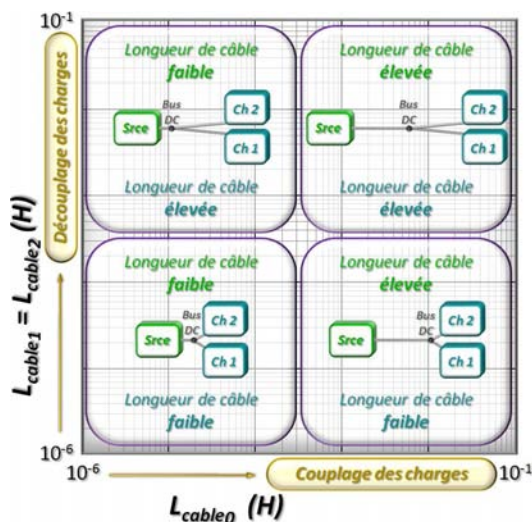 10⁻¹
Découplage des charges
L_cable1 = L_cable2 (H)
Longueur de câble
faible
Srce
Bus
DC
Ch 2
Ch 1
Longueur de câble
élevée
Longueur de câble
élevée
Srce
Bus
DC
Ch 2
Ch 1
Longueur de câble
élevée
Longueur de câble
faible
Srce
Bus
DC
Ch 2
Ch 1
Longueur de câble
faible
Longueur de câble
élevée
Srce
Bus
DC
Ch 2
Ch 1
Longueur de câble
faible
10⁻⁶
10⁻⁶
Couplage des charges
10⁻¹
L_cable0 (H)